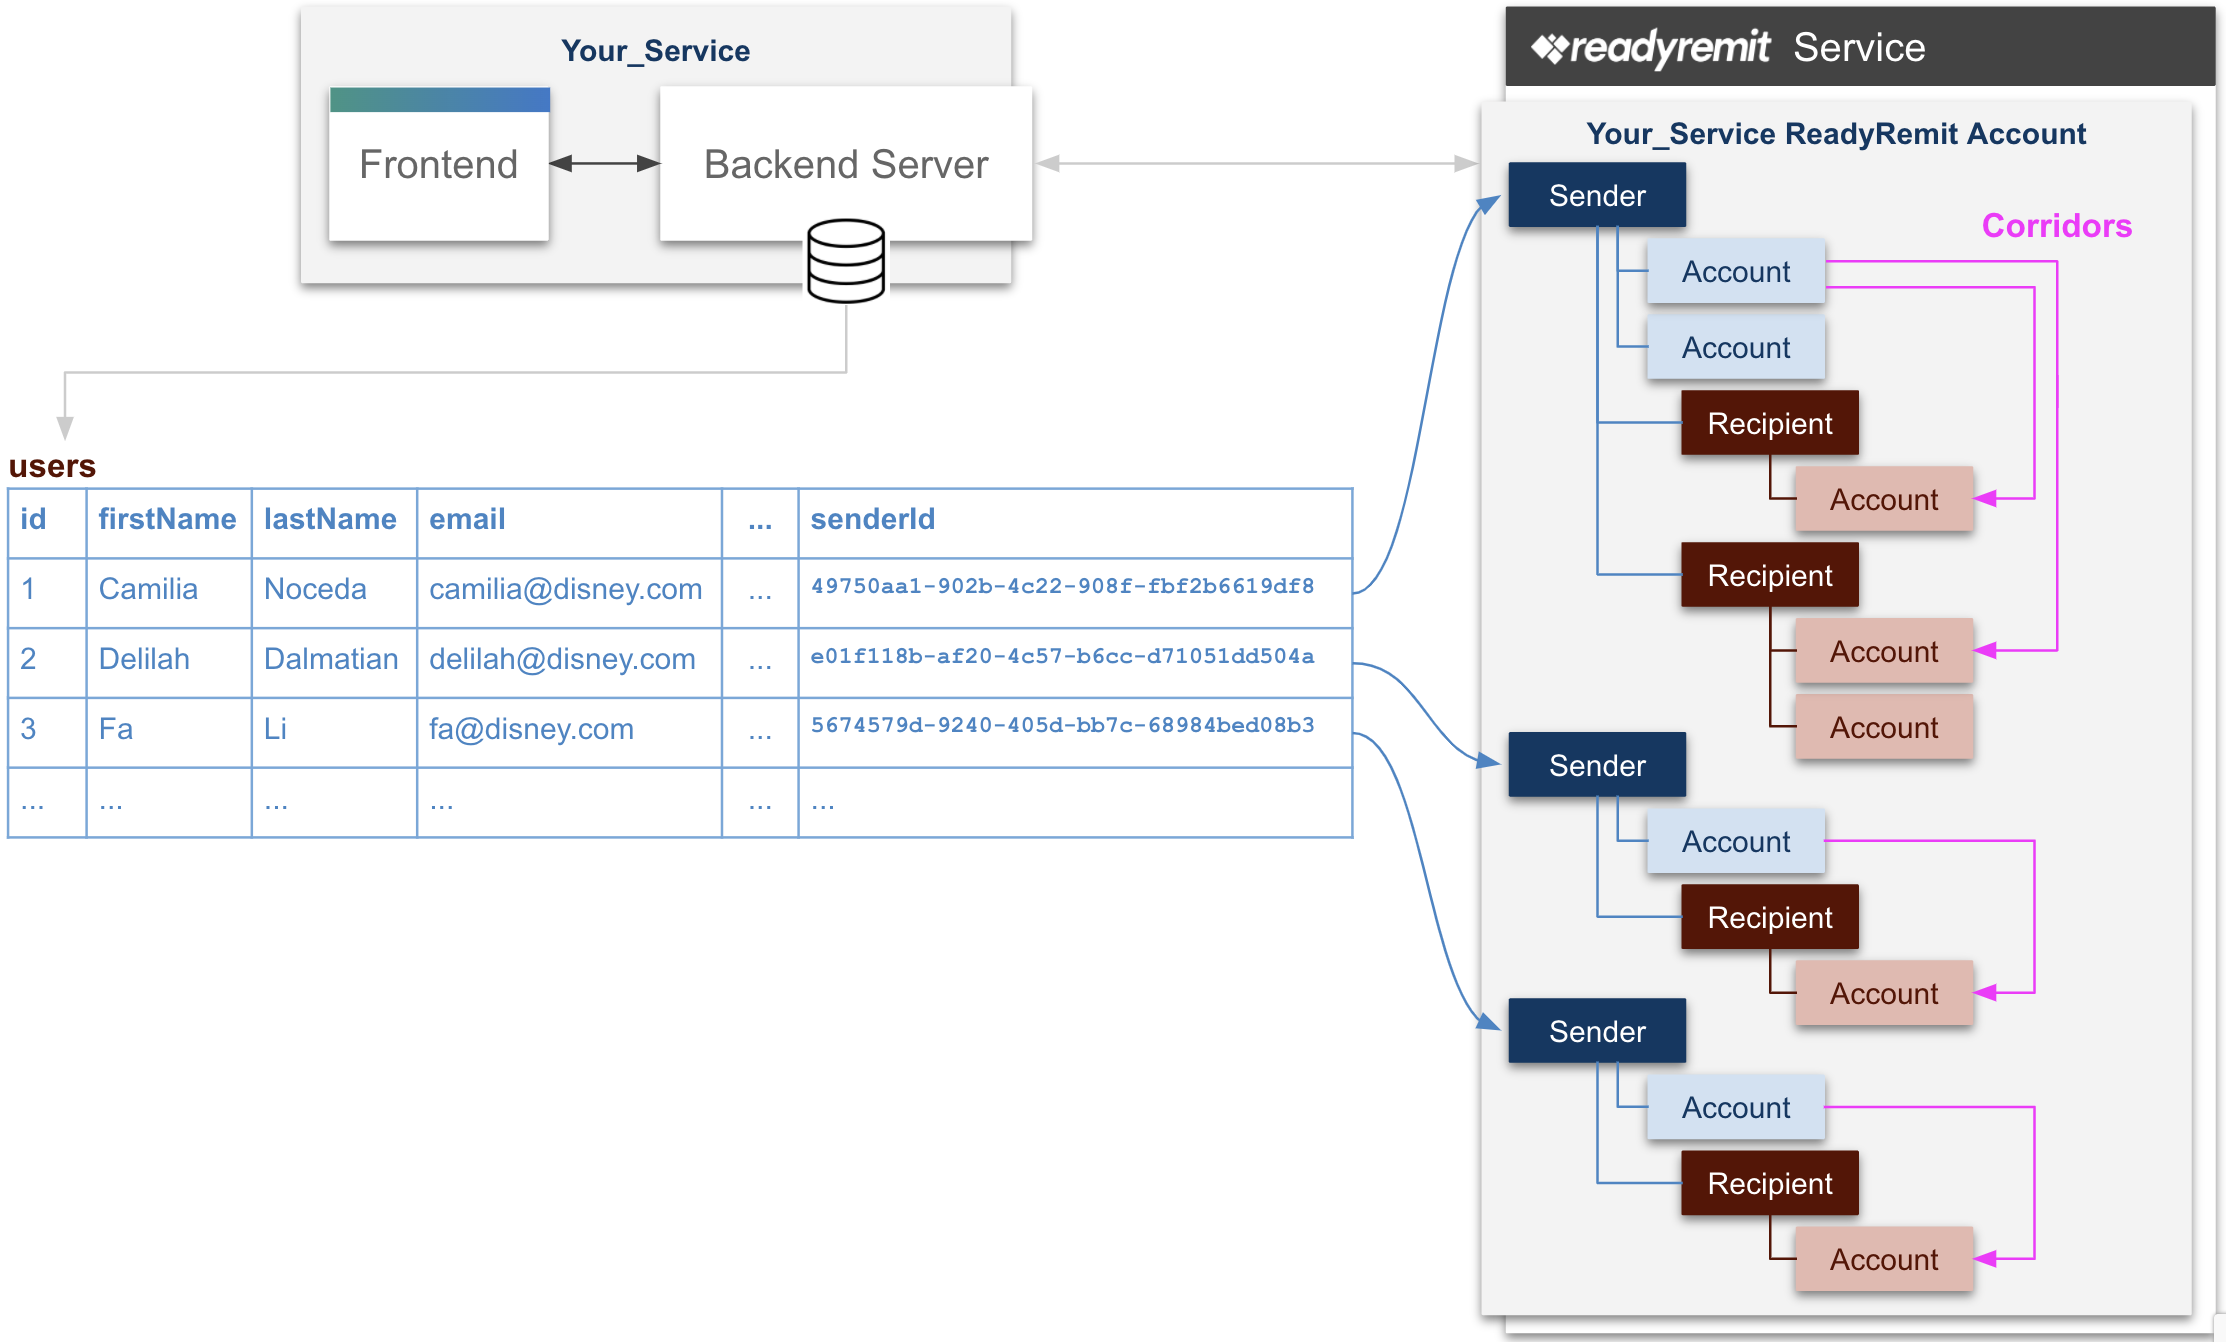 Your_Service
Frontend
Backend Server
readyremit Service
Your_Service ReadyRemit Account
Corridors
Sender
Account
Account
Recipient
Account
Recipient
Account
Account
Sender
Account
Recipient
Account
Sender
Account
Recipient
Account
users
id firstName lastName email ... senderId
1 Camilia Noceda camilia@disney.com ... 49750aa1-902b-4c22-908f-fbf2b6619df8
2 Delilah Dalmatian delilah@disney.com ... e01f118b-af20-4c57-b6cc-d71051dd504a
3 Fa Li fa@disney.com ... 5674579d-9240-405d-bb7c-68984bed08b3
... ... ... ... ... ...